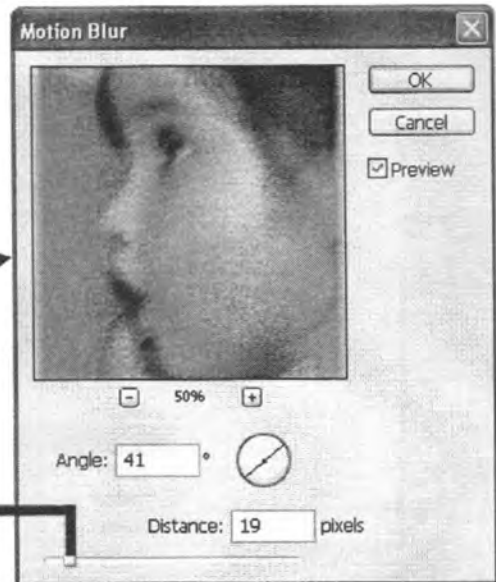 Motion Blur
OK
Cancel
Preview
50%
Angle: 41 °
Distance: 19 pixels